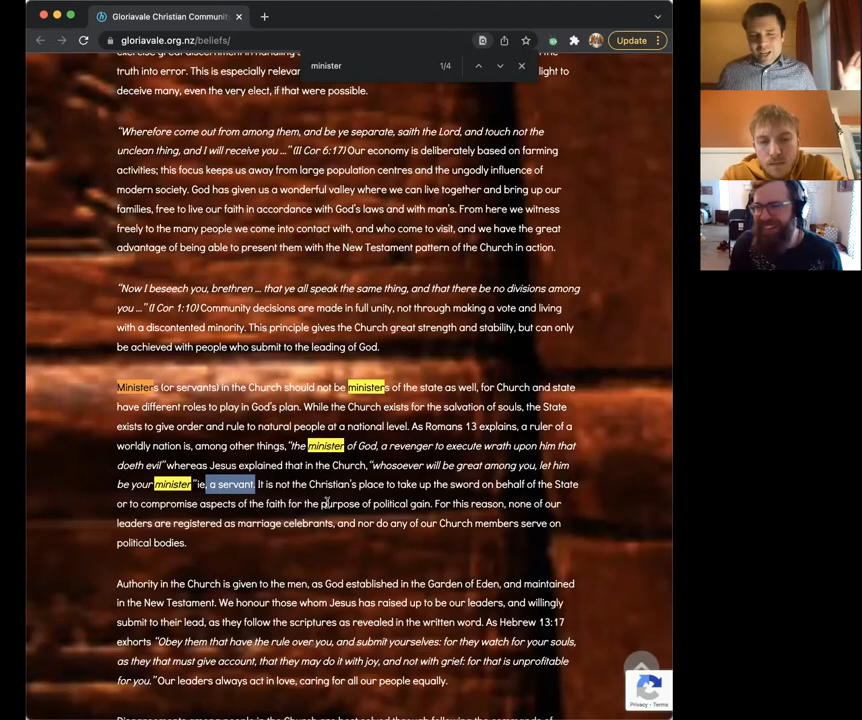 Gloriavale Christian Communit
gloriavale.org.nz/beliefs/
Update
minister
1/4
truth into error. This is especially relevan
light to
deceive many, even the very elect, if that were possible.
“Wherefore come out from among them, and be ye separate, saith the Lord, and touch not the
unclean thing, and I will receive you ...” (II Cor 6:17) Our economy is deliberately based on farming
activities; this focus keeps us away from large population centres and the ungodly influence of
modern society. God has given us a wonderful valley where we can live together and bring up our
families, free to live our faith in accordance with God's laws and with man's. From here we witness
freely to the many people we come into contact with, and who come to visit, and we have the great
advantage of being able to present them with the New Testament pattern of the Church in action.
“Now I beseech you, brethren ... that ye all speak the same thing, and that there be no divisions among
you ...” (I Cor 1:10) Community decisions are made in full unity, not through making a vote and living
with a discontented minority. This principle gives the Church great strength and stability, but can only
be achieved with people who submit to the leading of God.
Ministers (or servants) in the Church should not be ministers of the state as well, for Church and state
have different roles to play in God's plan. While the Church exists for the salvation of souls, the State
exists to give order and rule to natural people at a national level. As Romans 13 explains, a ruler of a
worldly nation is, among other things, “the minister of God, a revenger to execute wrath upon him that
doeth evil” whereas Jesus explained that in the Church, “whosoever will be great among you, let him
be your minister” ie, a servant. It is not the Christian's place to take up the sword on behalf of the State
or to compromise aspects of the faith for the purpose of political gain. For this reason, none of our
leaders are registered as marriage celebrants, and nor do any of our Church members serve on
political bodies.
Authority in the Church is given to the men, as God established in the Garden of Eden, and maintained
in the New Testament. We honour those whom Jesus has raised up to be our leaders, and willingly
submit to their lead, as they follow the scriptures as revealed in the written word. As Hebrew 13:17
exhorts “Obey them that have the rule over you, and submit yourselves: for they watch for your souls,
as they that must give account, that they may do it with joy, and not with grief: for that is unprofitable
for you.” Our leaders always act in love, caring for all our people equally.
Privacy - Terms